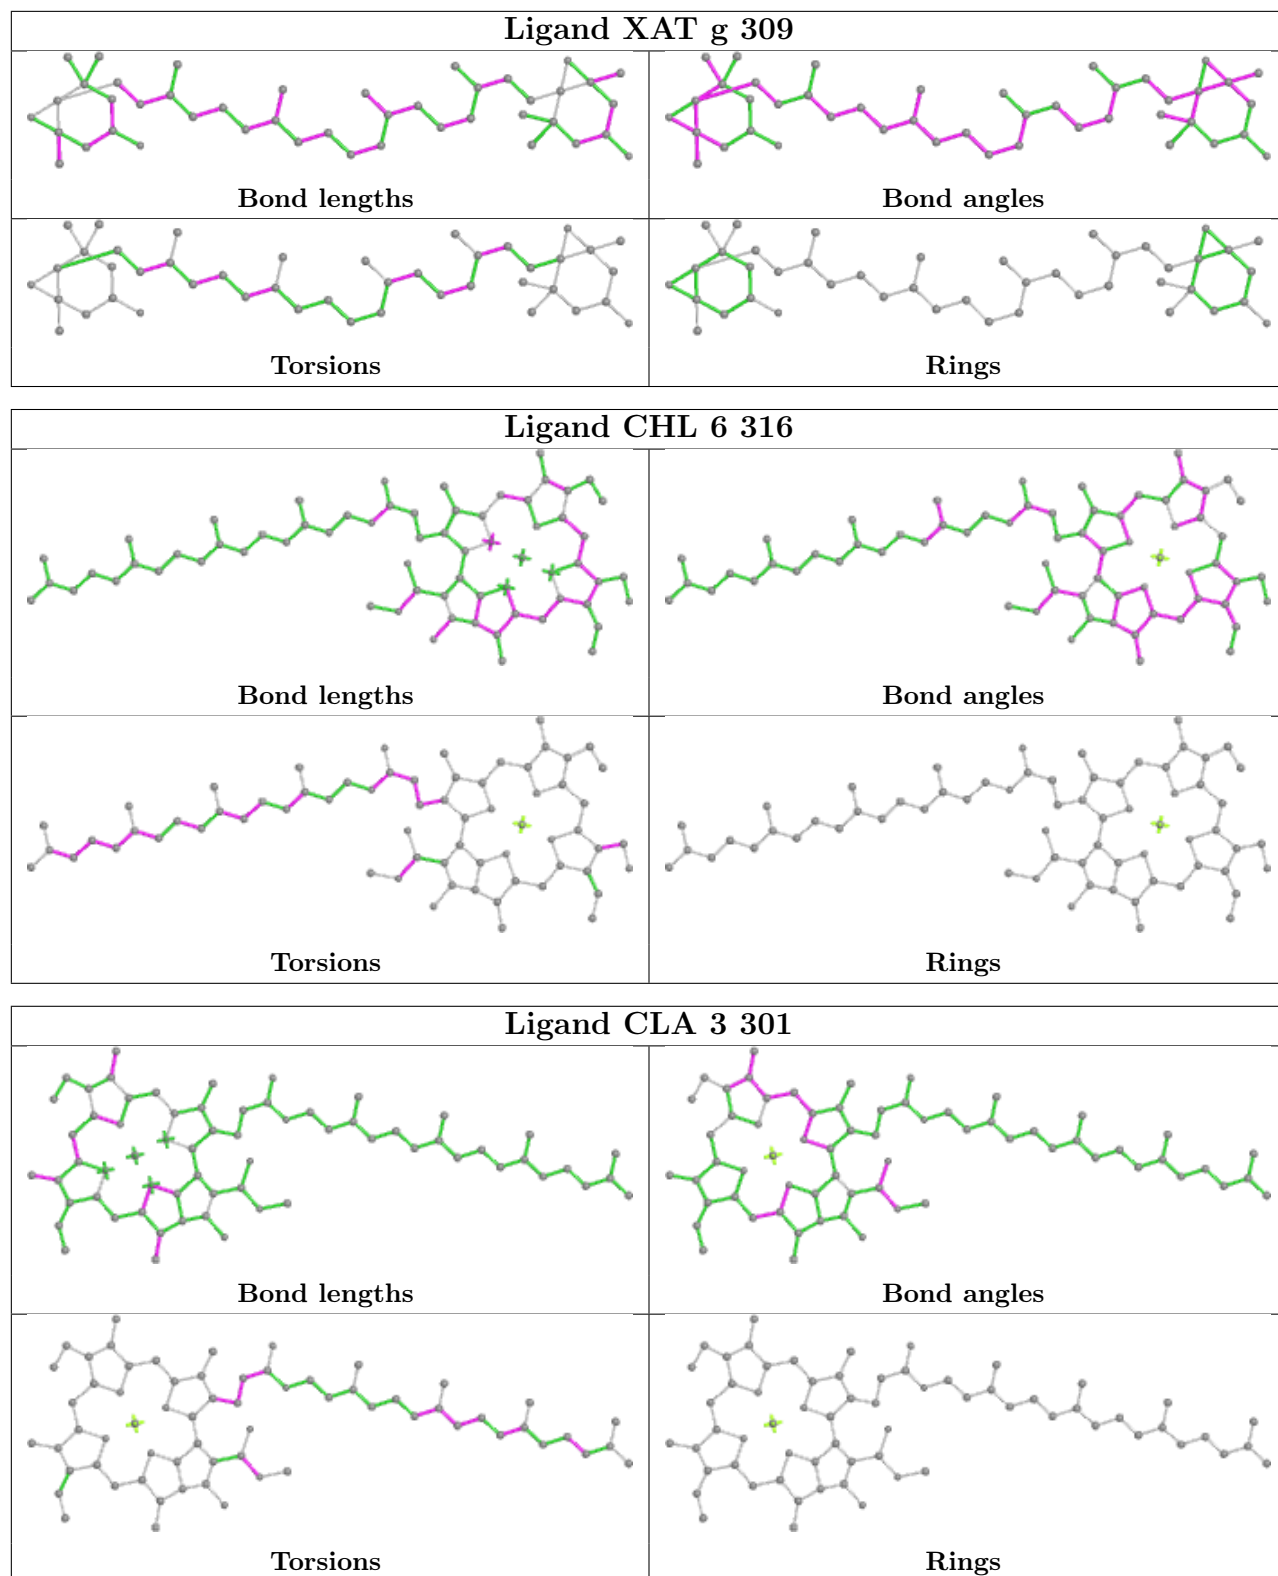 Ligand XAT g 309
Bond lengths
Bond angles
Torsions
Rings
Ligand CHL 6 316
Bond lengths
Bond angles
Torsions
Rings
Ligand CLA 3 301
Bond lengths
Bond angles
Torsions
Rings